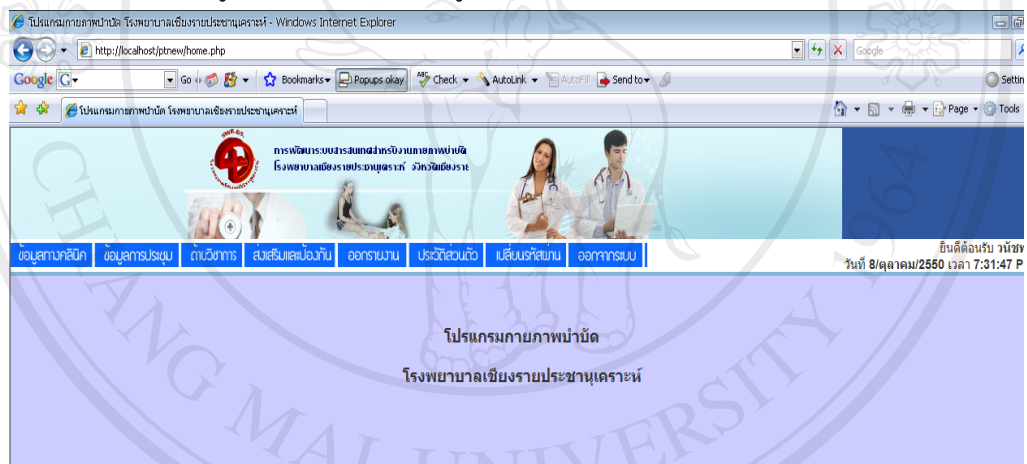 โปรแกรมกายภาพบำบัด โรงพยาบาลเชียงรายประชานุเคราะห์ - Windows Internet Explorer
http://localhost/ptnew/home.php
Google
Google G Go Bookmarks Popups okay Check AutoLink AutoFill Send to Settin
โปรแกรมกายภาพบำบัด โรงพยาบาลเชียงรายประชานุเคราะห์ Page Tools
การพัฒนาระบบสารสนเทศสำหรับงานกายภาพบำบัด
โรงพยาบาลเชียงรายประชานุเคราะห์ จังหวัดเชียงราย
ข้อมูลทางคลินิค ข้อมูลการประชุม ด้านวิชาการ ส่งเสริมและป้องกัน ออกรายงาน ประวัติส่วนตัว เปลี่ยนรหัสผ่าน ออกจากระบบ
ยินดีต้อนรับ วนัช
วันที่ 8/ตุลาคม/2550 เวลา 7:31:47 P
โปรแกรมกายภาพบำบัด
โรงพยาบาลเชียงรายประชานุเคราะห์
CHIANG MAI UNIVERSITY 1964